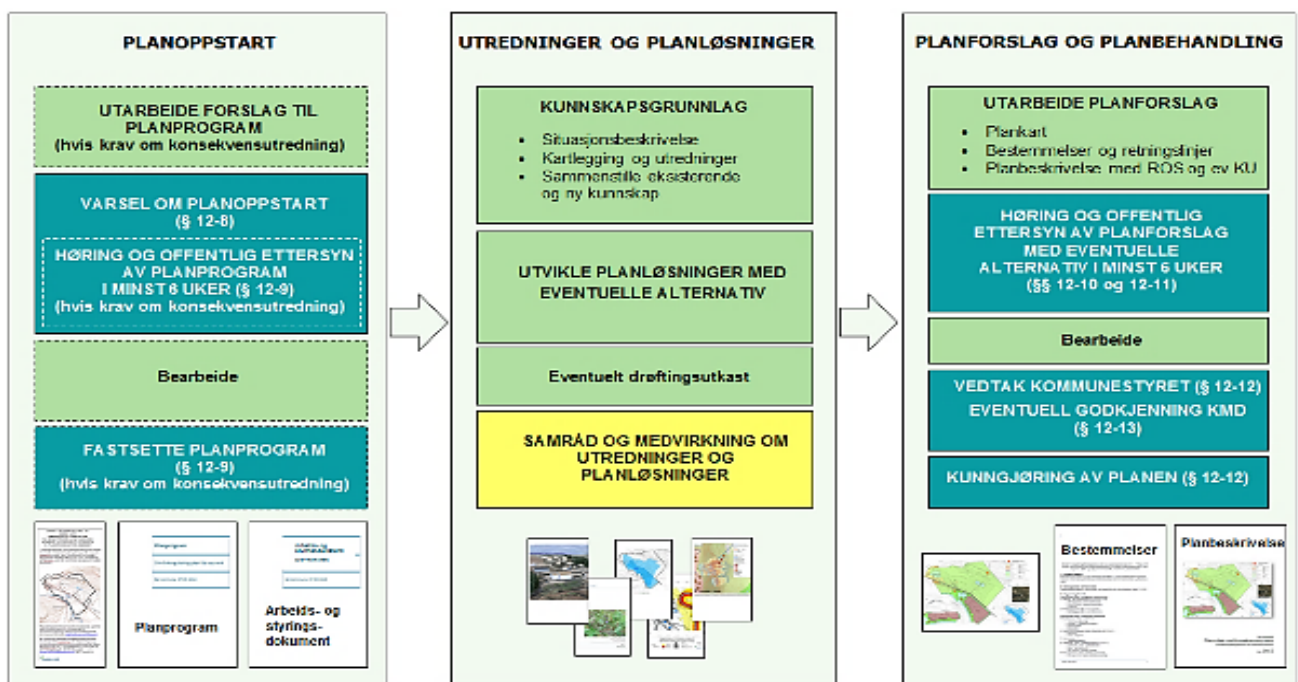 PLANOPPSTART
UTARBEIDE FORSLAG TIL
PLANPROGRAM
(hvis krav om konsekvensutredning)
VARSEL OM PLANOPPSTART
(§ 12-8)
HØRING OG OFFENTLIG ETTERSYN
AV PLANPROGRAM
I MINST 6 UKER (§ 12-9)
(hvis krav om konsekvensutredning)
Bearbeide
FASTSETTE PLANPROGRAM
(§ 12-9)
(hvis krav om konsekvensutredning)
Planprogram
Planprogram
Arbeids- og
styrings-
dokument
UTREDNINGER OG PLANLØSNINGER
KUNNSKAPSGRUNNLAG
• Situasjonsbeskrivelse
• Kartlegging og utredninger
• Sammenstille eksisterende
og ny kunnskap
UTVIKLE PLANLØSNINGER MED
EVENTUELLE ALTERNATIV
Eventuelt drøftingsutkast
SAMRÅD OG MEDVIRKNING OM
UTREDNINGER OG
PLANLØSNINGER
PLANFORSLAG OG PLANBEHANDLING
UTARBEIDE PLANFORSLAG
• Plankart
• Bestemmelser og retningslinjer
• Planbeskrivelse med ROS og ev KU
HØRING OG OFFENTLIG
ETTERSYN AV PLANFORSLAG
MED EVENTUELLE
ALTERNATIV I MINST 6 UKER
(§§ 12-10 og 12-11)
Bearbeide
VEDTAK KOMMUNESTYRET (§ 12-12)
EVENTUELL GODKJENNING KMD
(§ 12-13)
KUNNGJØRING AV PLANEN (§ 12-12)
Bestemmelser
Planbeskrivelse